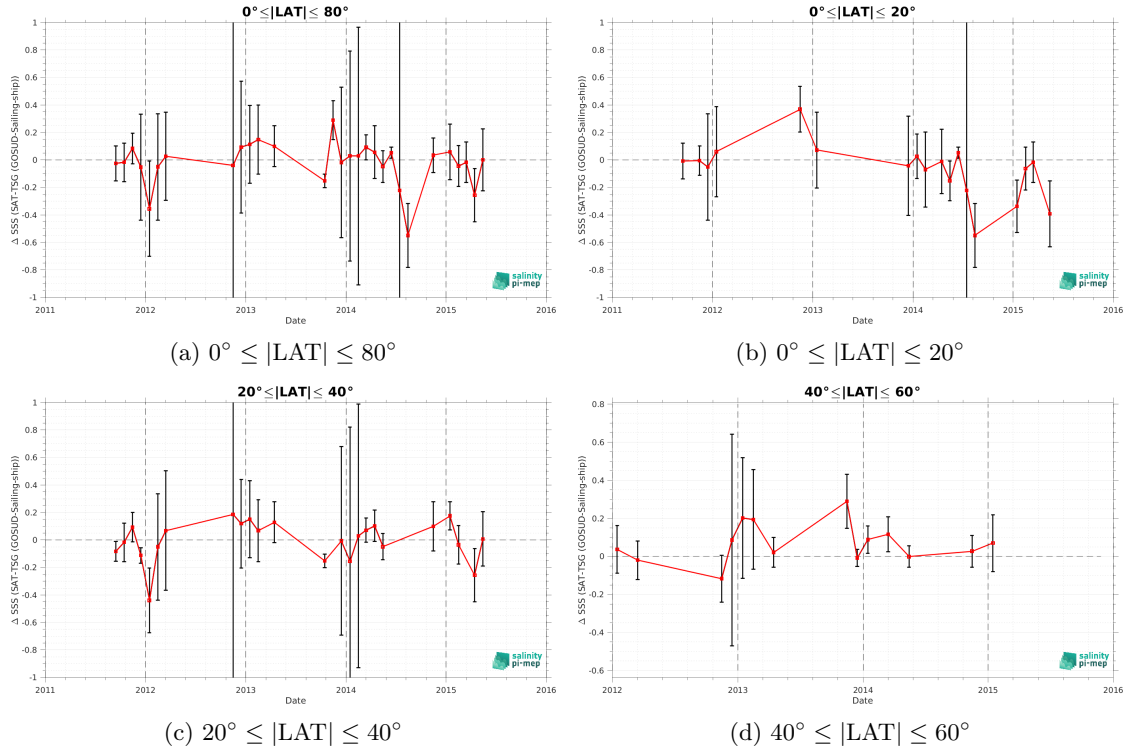 0°≤|LAT|≤ 80°
1
0.8
0.6
0.4
0.2
0
-0.2
-0.4
-0.6
-0.8
-1
Δ SSS (SAT-TSG (GOSUD-Sailing-ship))
2011 2012 2013 2014 2015 2016
Date
salinity
pi-mep
(a) 0° ≤ |LAT| ≤ 80°
0°≤|LAT|≤ 20°
1
0.8
0.6
0.4
0.2
0
-0.2
-0.4
-0.6
-0.8
-1
Δ SSS (SAT-TSG (GOSUD-Sailing-ship))
2011 2012 2013 2014 2015 2016
Date
salinity
pi-mep
(b) 0° ≤ |LAT| ≤ 20°
20°≤|LAT|≤ 40°
1
0.8
0.6
0.4
0.2
0
-0.2
-0.4
-0.6
-0.8
-1
Δ SSS (SAT-TSG (GOSUD-Sailing-ship))
2011 2012 2013 2014 2015 2016
Date
salinity
pi-mep
(c) 20° ≤ |LAT| ≤ 40°
40°≤|LAT|≤ 60°
0.8
0.6
0.4
0.2
0
-0.2
-0.4
-0.6
Δ SSS (SAT-TSG (GOSUD-Sailing-ship))
2012 2013 2014 2015 2016
Date
salinity
pi-mep
(d) 40° ≤ |LAT| ≤ 60°